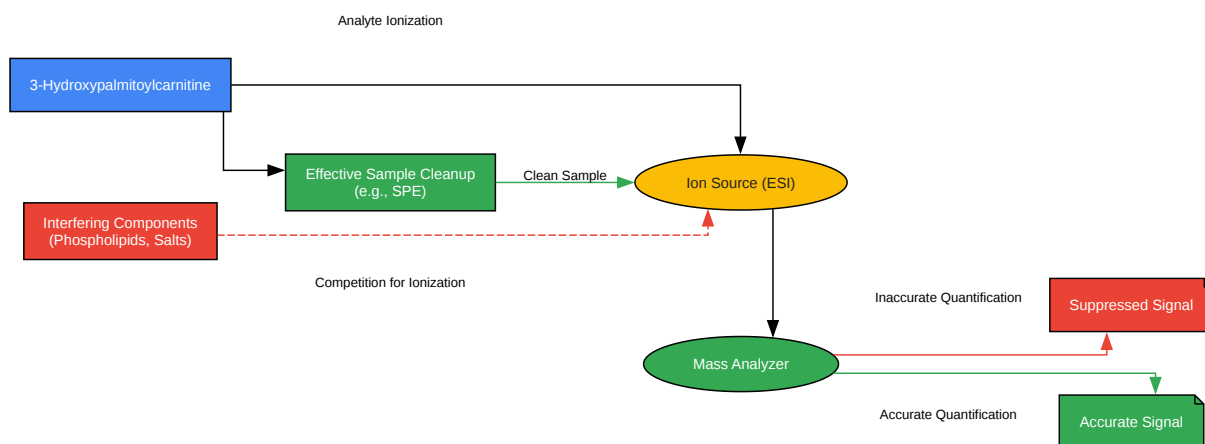 Analyte Ionization
3-Hydroxypalmitoylcarnitine
Effective Sample Cleanup
(e.g., SPE)
Clean Sample
Ion Source (ESI)
Interfering Components
(Phospholipids, Salts)
Competition for Ionization
Inaccurate Quantification
Suppressed Signal
Mass Analyzer
Accurate Quantification
Accurate Signal